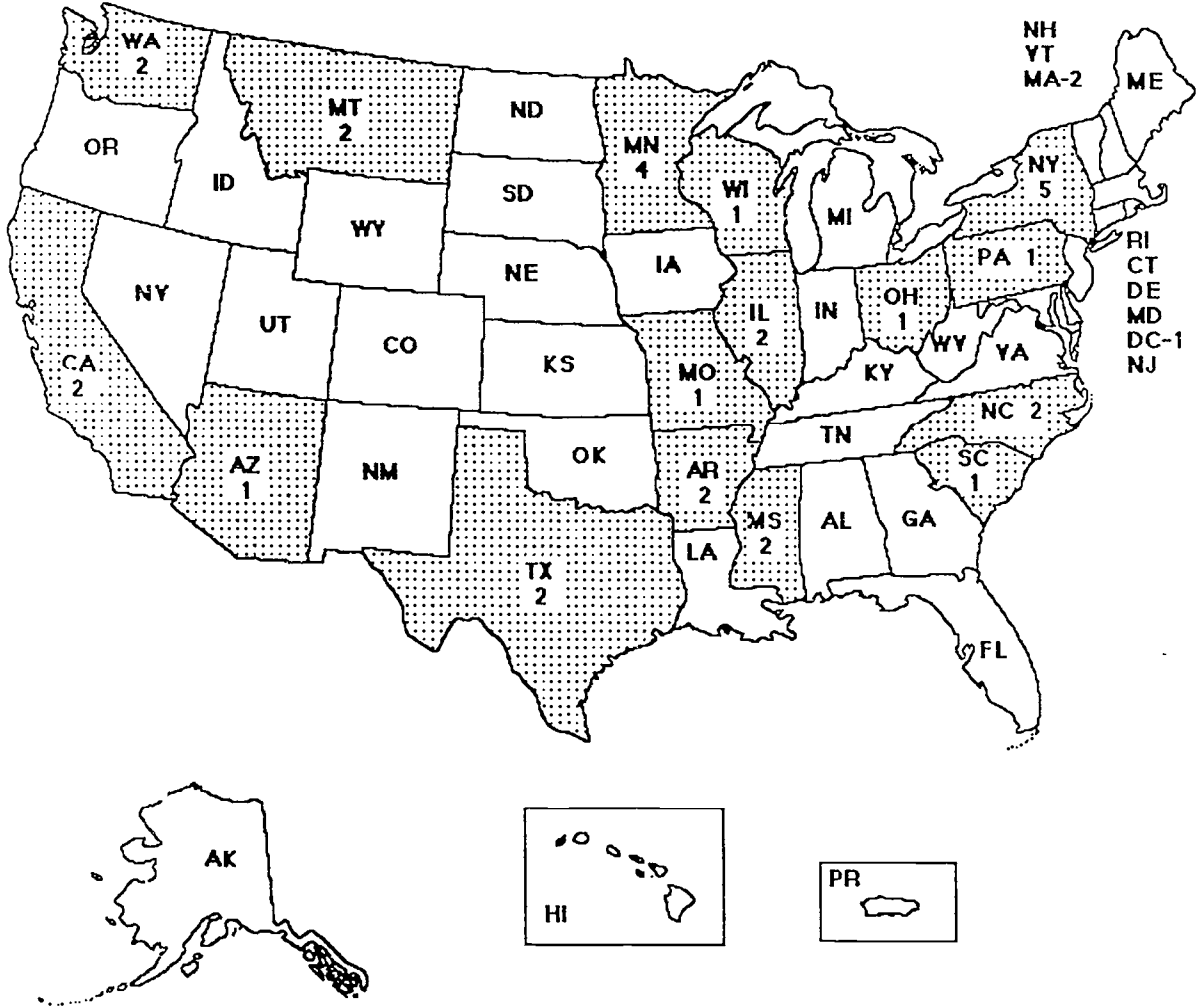 WA
2
MT
2
ND
MN
4
OR
ID
SD
WI
1
MI
NH
YT
MA-2
ME
NY
5
WY
NE
IA
PA 1
RI
CT
DE
MD
DC-1
NJ
NY
UT
CO
KS
MO
1
IL
2
IN
OH
1
WY
YA
KY
CA
2
AZ
1
NM
OK
AR
2
TN
NC 2
SC
1
TX
2
LA
MS
2
AL
GA
FL
AK
HI
PR